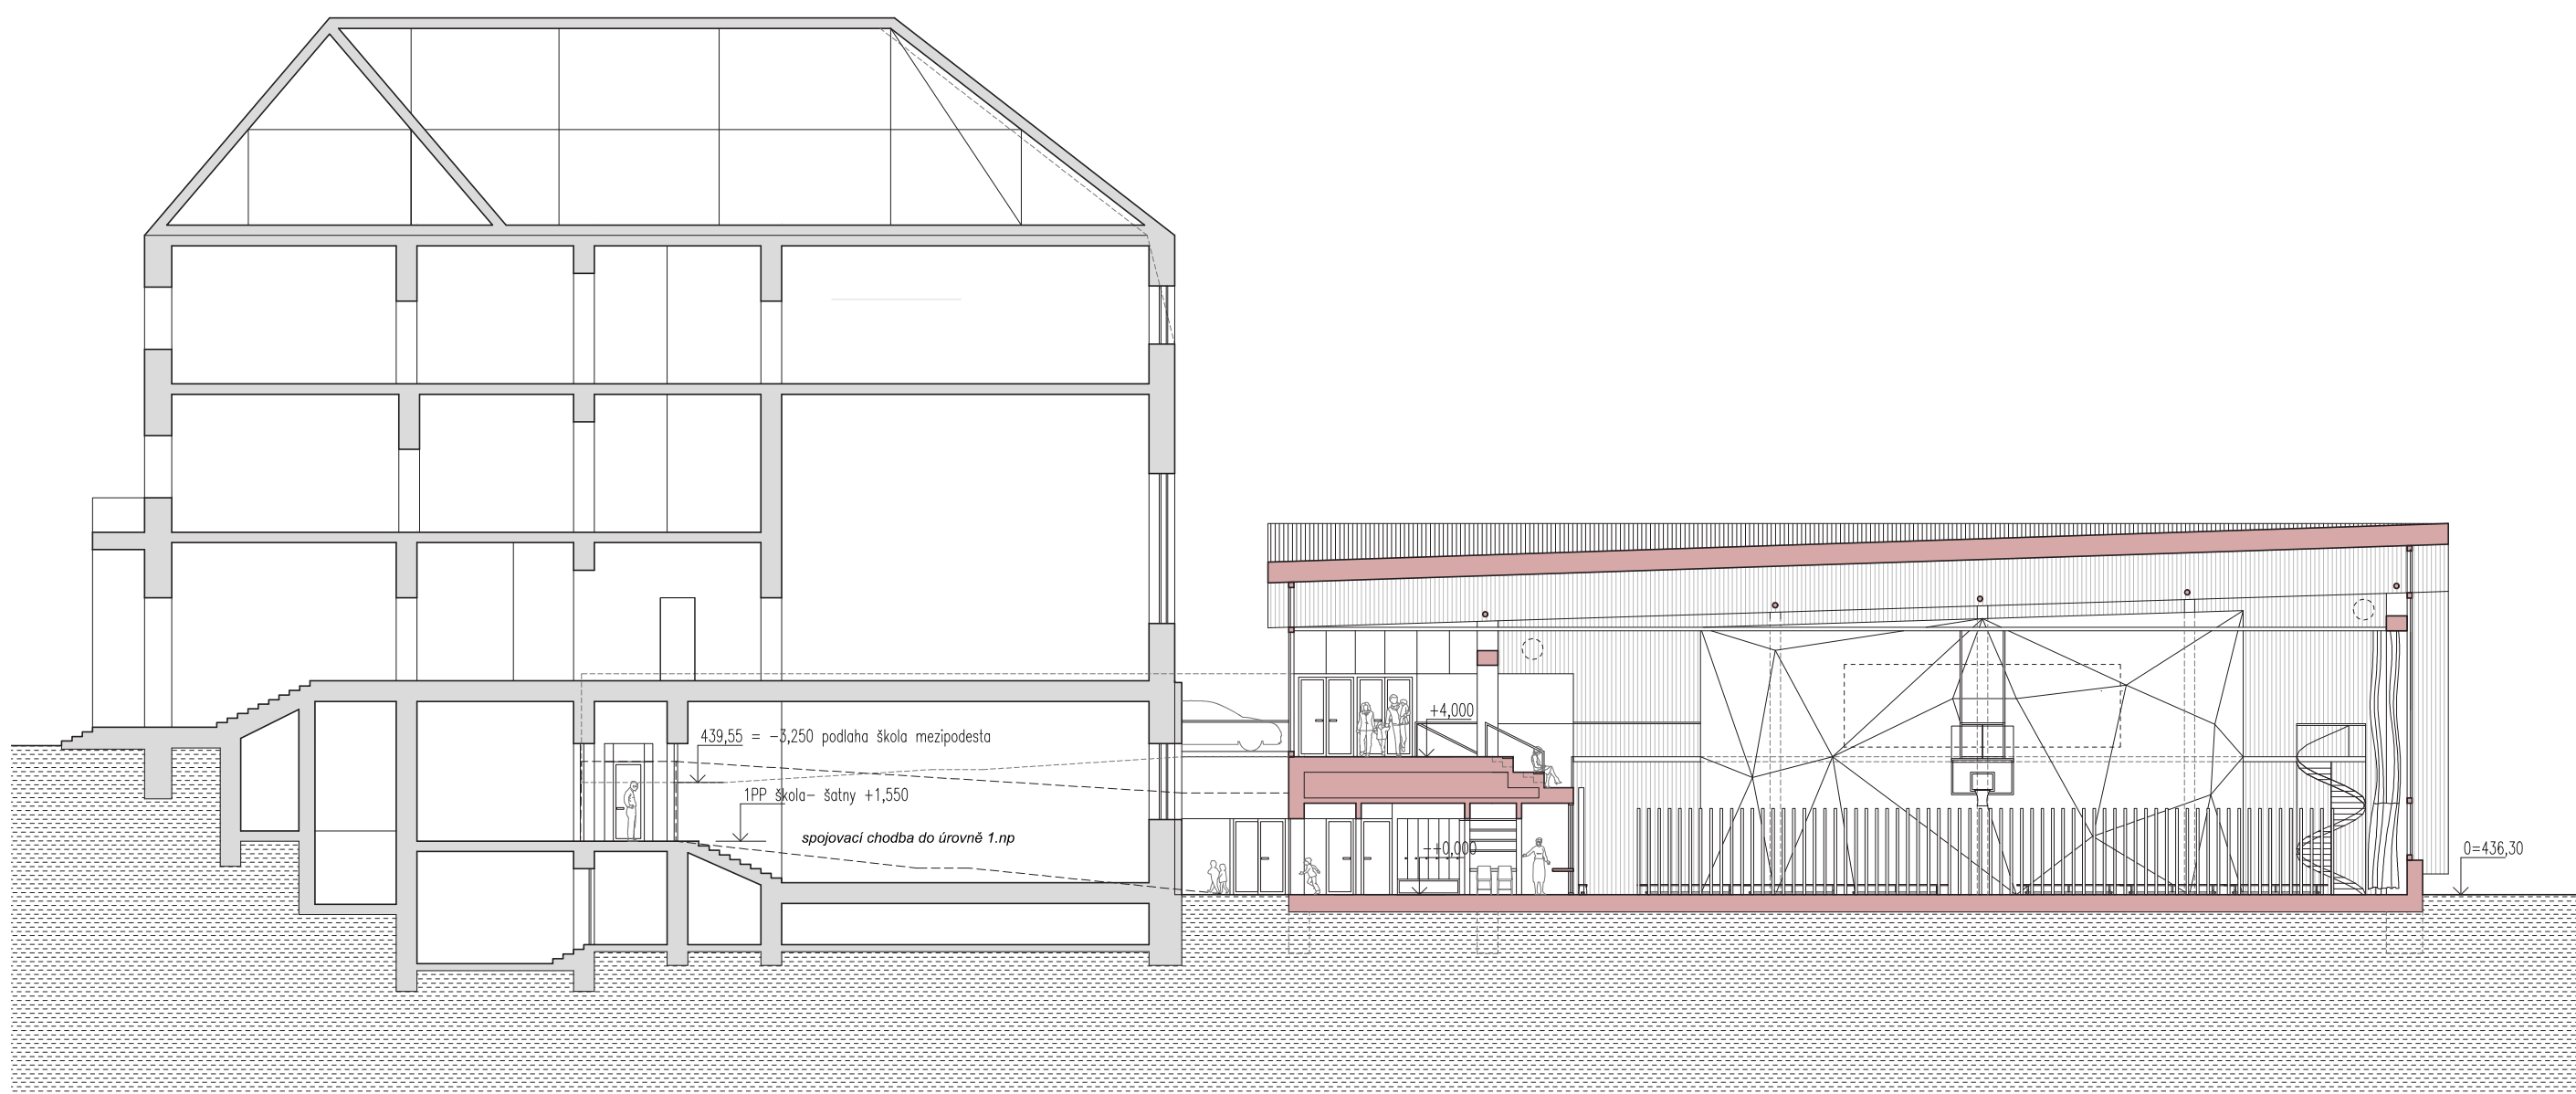 +4,000
439,55 = -3,250 podlaha škola mezipodesta
1PP škola- šatny +1,550
spojovací chodba do úrovně 1.np
+-0,000
0=436,30